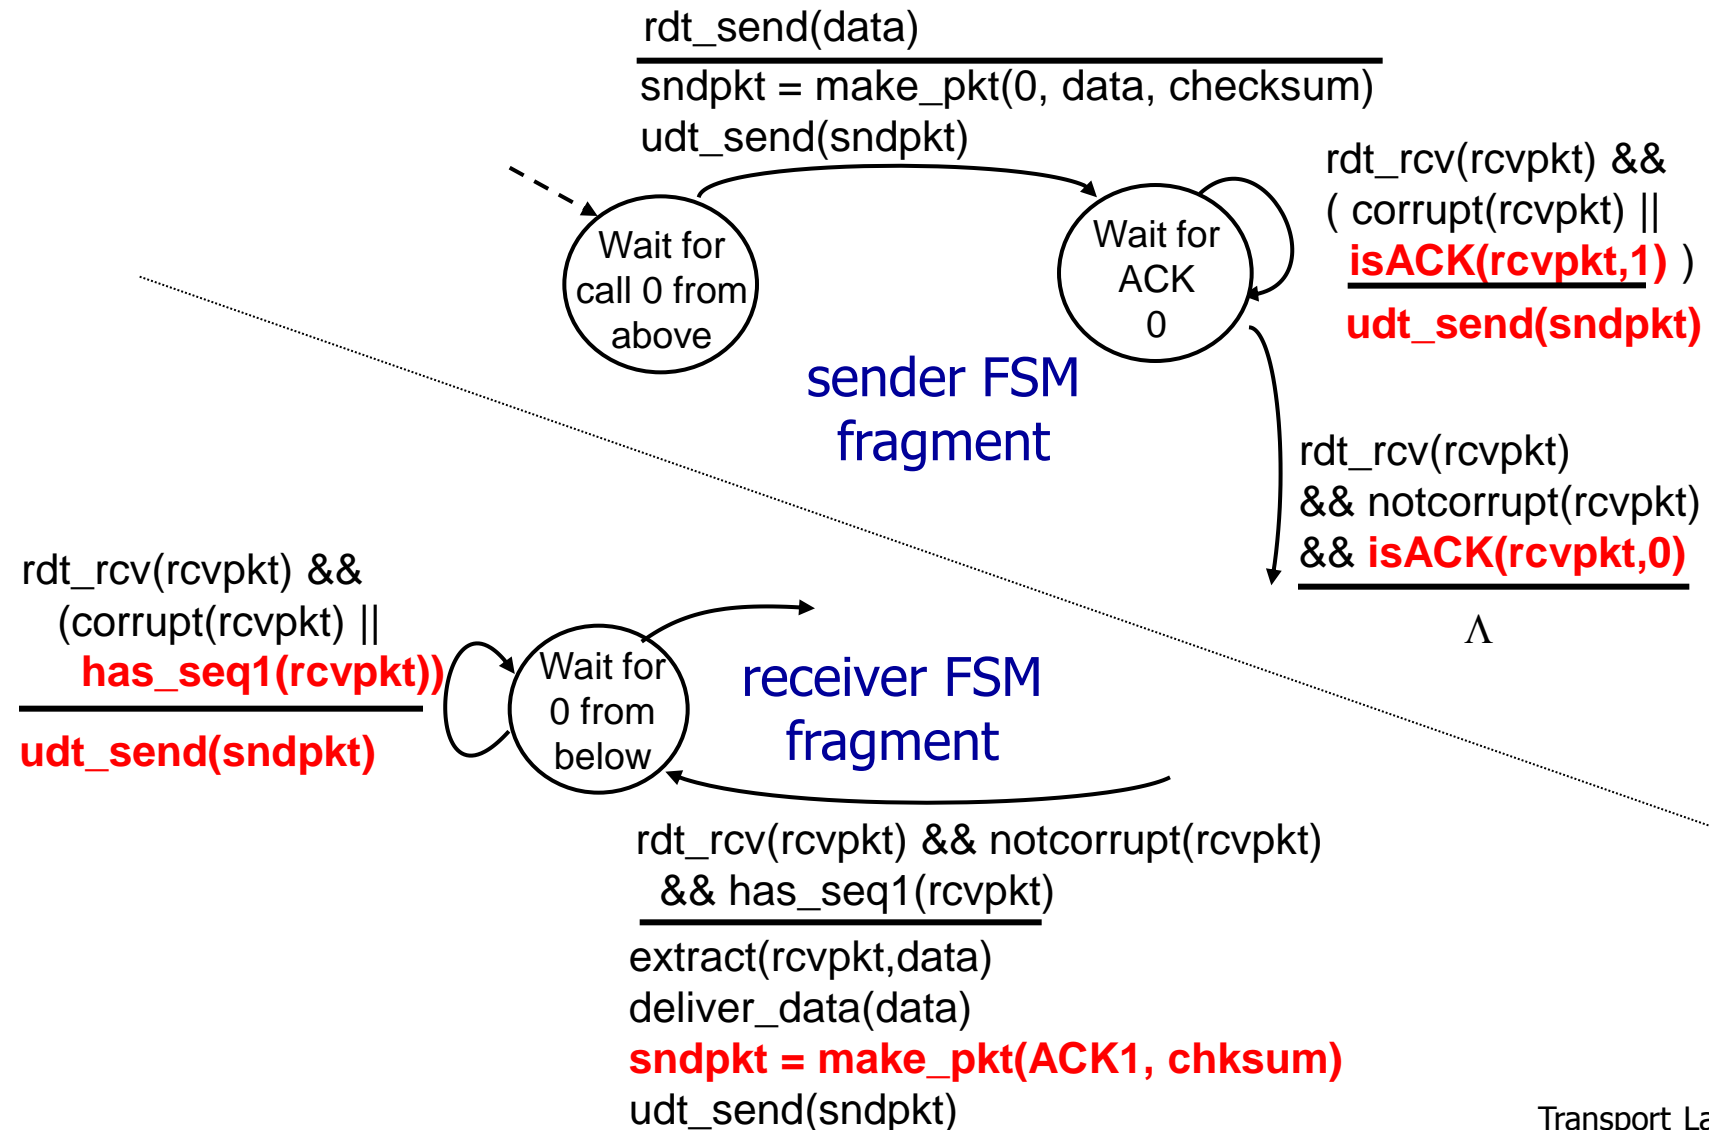 rdt_send(data)
sndpkt = make_pkt(0, data, checksum)
udt_send(sndpkt)
Wait for
call 0 from
above
Wait for
ACK
0
rdt_rcv(rcvpkt) &&
( corrupt(rcvpkt) ||
isACK(rcvpkt,1) )
udt_send(sndpkt)
sender FSM
fragment
rdt_rcv(rcvpkt)
&& notcorrupt(rcvpkt)
&& isACK(rcvpkt,0)
Λ
rdt_rcv(rcvpkt) &&
(corrupt(rcvpkt) ||
has_seq1(rcvpkt))
udt_send(sndpkt)
Wait for
0 from
below
receiver FSM
fragment
rdt_rcv(rcvpkt) && notcorrupt(rcvpkt)
&& has_seq1(rcvpkt)
extract(rcvpkt,data)
deliver_data(data)
sndpkt = make_pkt(ACK1, chksum)
udt_send(sndpkt)
Transport La